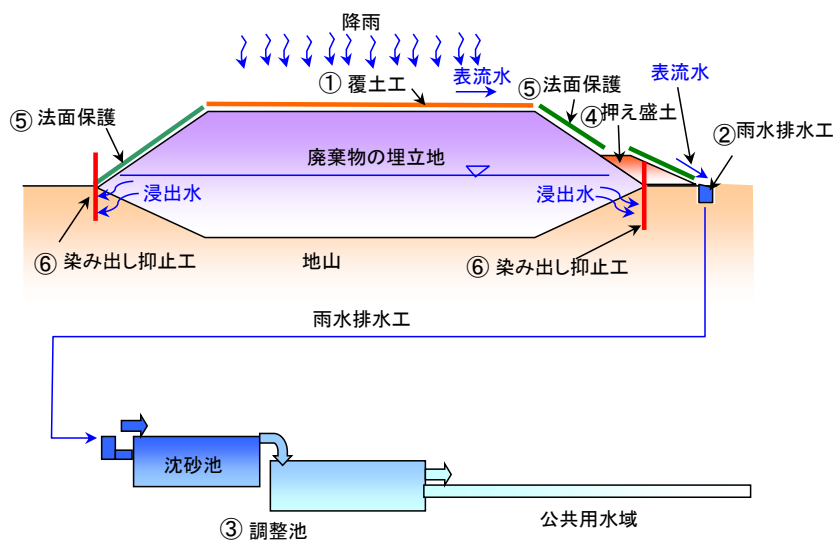 降雨
① 覆土工
表流水
⑤ 法面保護
表流水
⑤ 法面保護
④ 押え盛土
② 雨水排水工
廃棄物の埋立地
浸出水
浸出水
⑥ 染み出し抑止工
地山
⑥ 染み出し抑止工
雨水排水工
沈砂池
③ 調整池
公共用水域